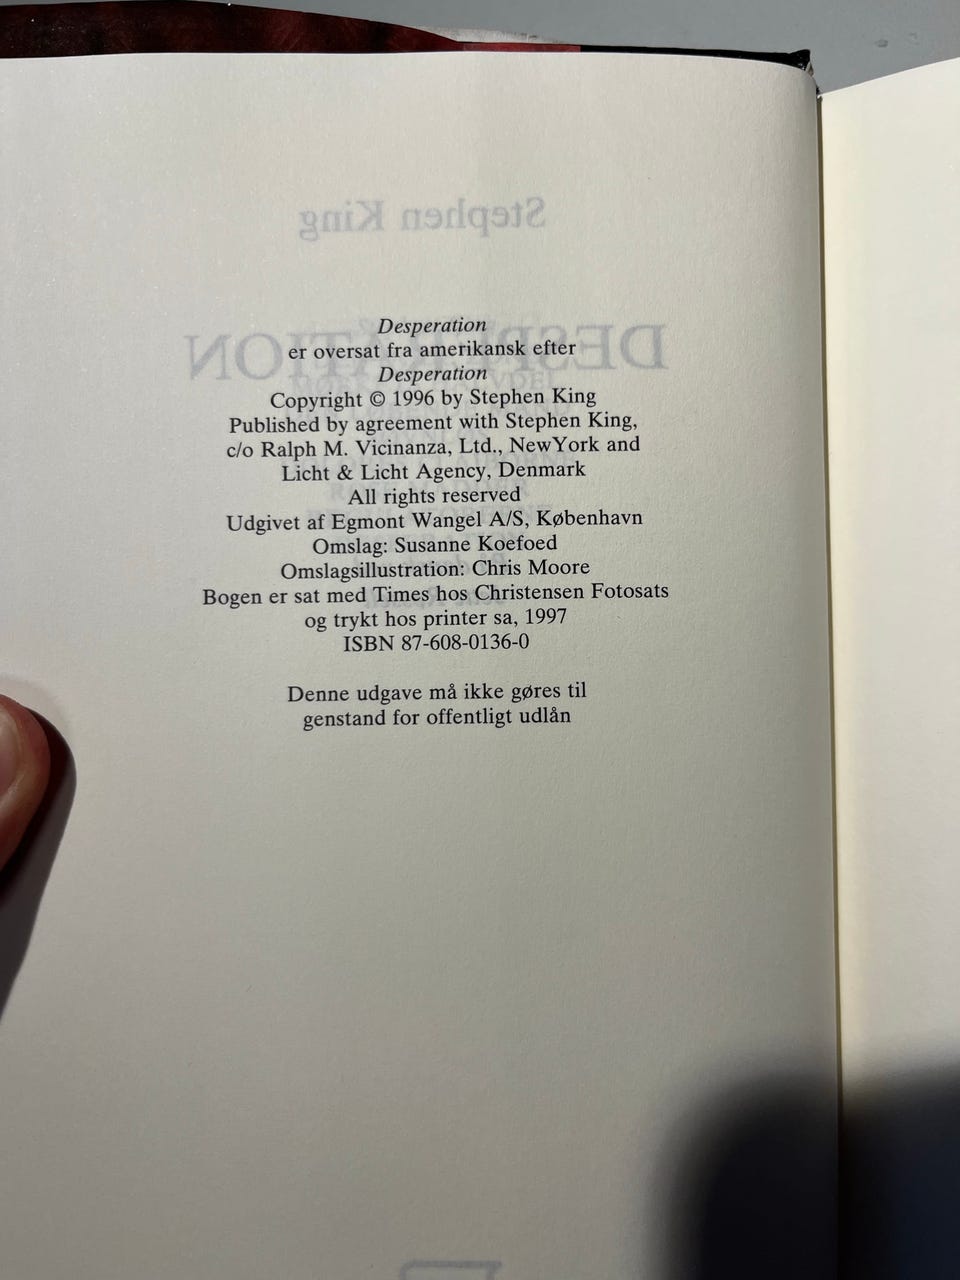 Stephen King
DESPERATION
Desperation
er oversat fra amerikansk efter
Desperation
Copyright © 1996 by Stephen King
Published by agreement with Stephen King,
c/o Ralph M. Vicinanza, Ltd., NewYork and
Licht & Licht Agency, Denmark
All rights reserved
Udgivet af Egmont Wangel A/S, København
Omslag: Susanne Koefoed
Omslagsillustration: Chris Moore
Bogen er sat med Times hos Christensen Fotosats
og trykt hos printer sa, 1997
ISBN 87-608-0136-0
Denne udgave må ikke gøres til
genstand for offentligt udlån